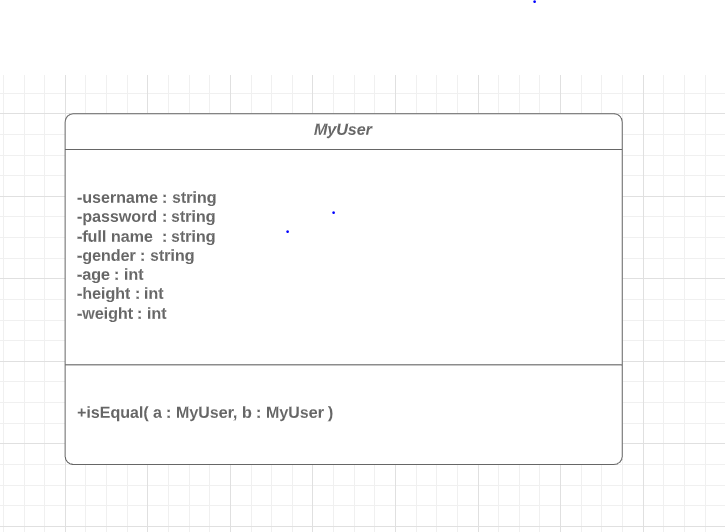 MyUser
-username : string
-password : string
-full name  : string
-gender : string
-age : int
-height : int
-weight : int
+isEqual( a : MyUser, b : MyUser )